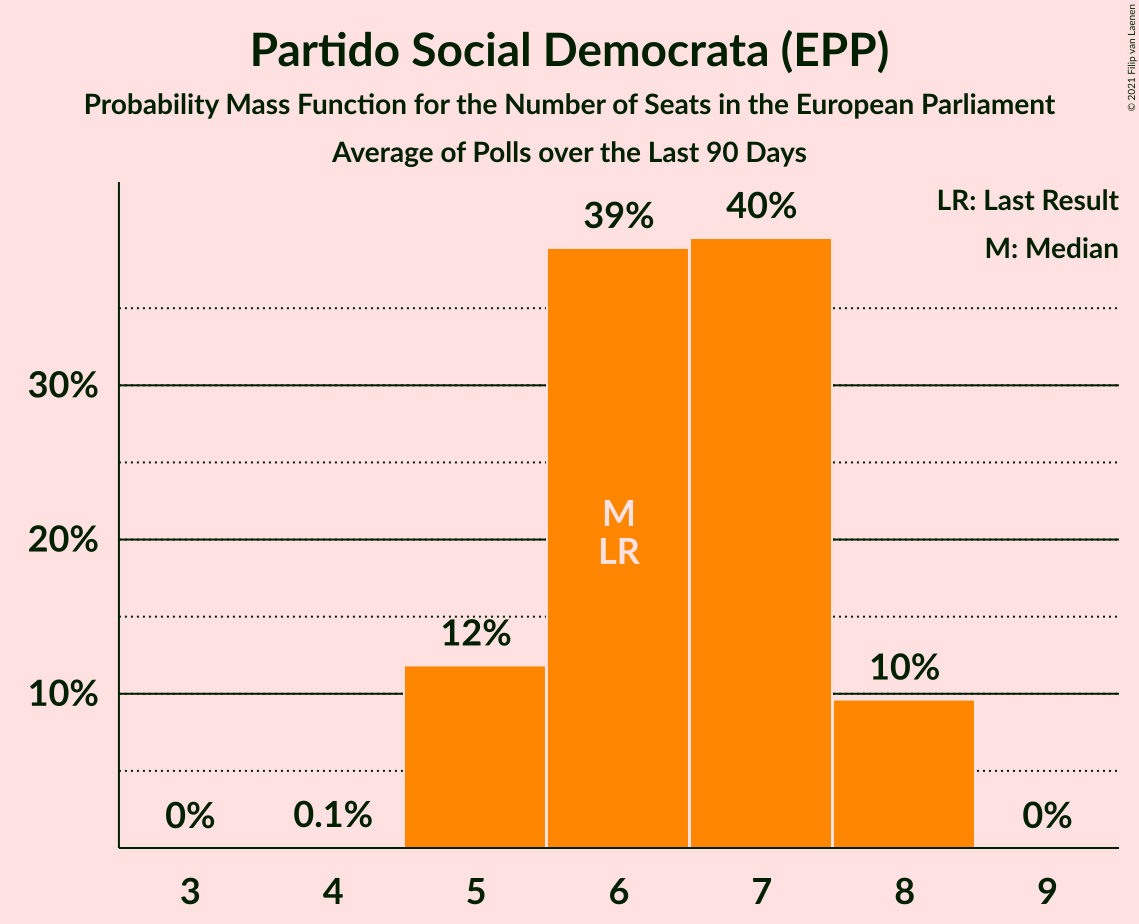 Partido Social Democrata (EPP)
Probability Mass Function for the Number of Seats in the European Parliament
Average of Polls over the Last 90 Days
© 2021 Filip van Laenen
LR: Last Result
M: Median
39%
40%
30%
20%
10%
M
LR
12%
10%
0%
0.1%
0%
3
4
5
6
7
8
9